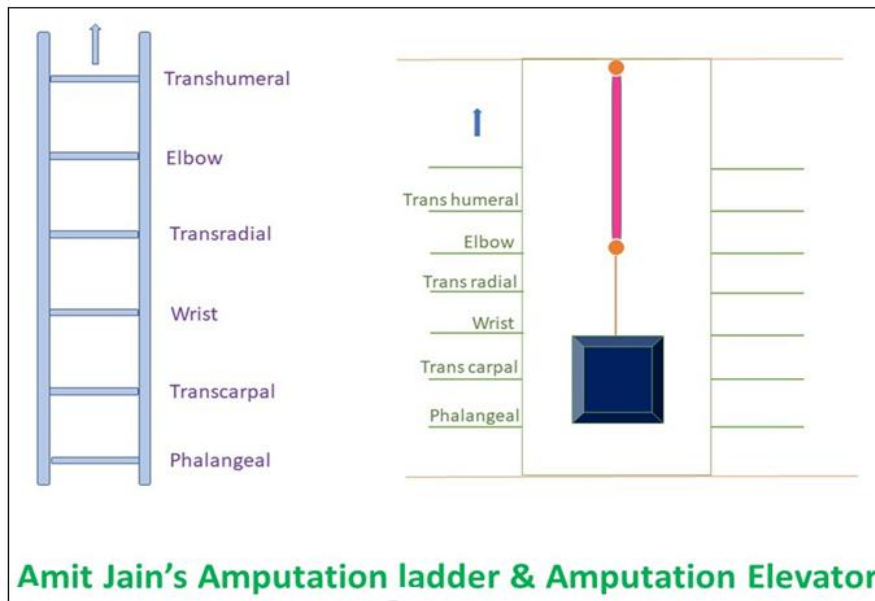 Transhumeral
Elbow
Transradial
Wrist
Transcarpal
Phalangeal
Trans humeral
Elbow
Trans radial
Wrist
Trans carpal
Phalangeal
Amit Jain's Amputation ladder & Amputation Elevator